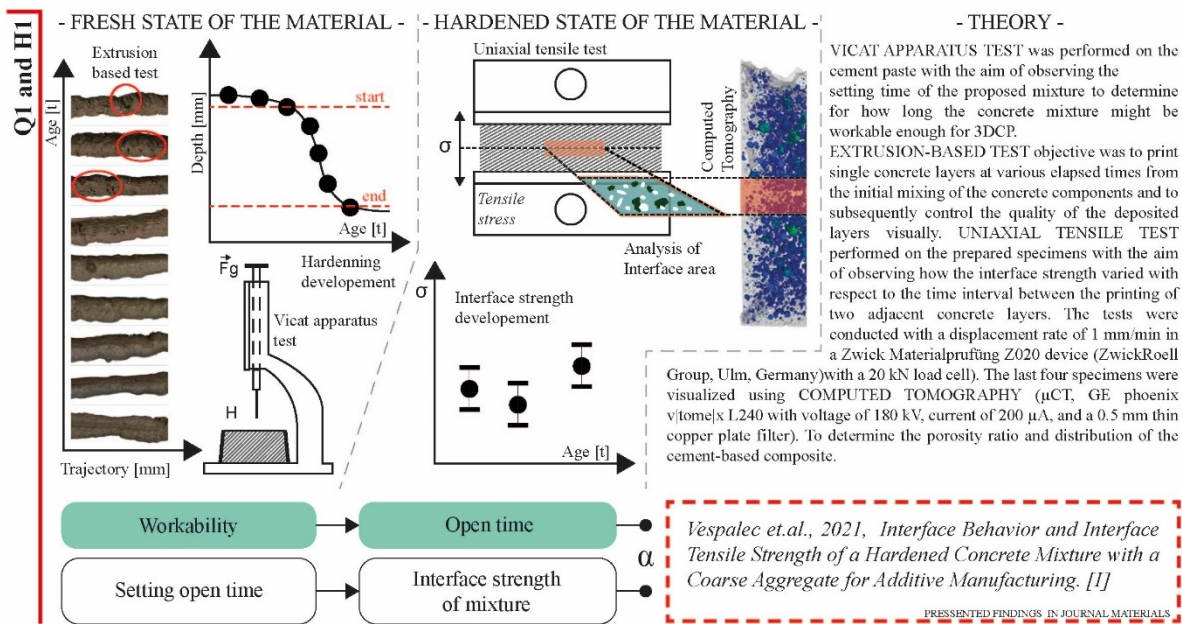 Q1 and H1
- FRESH STATE OF THE MATERIAL -
Extrusion
based test
Age [t]
Trajectory [mm]
Depth [mm]
start
end
Age [t]
Hardenning
developement
Fg
Vicat apparatus
test
H
- HARDENED STATE OF THE MATERIAL -
Uniaxial tensile test
σ
Tensile
stress
Computed
Tomography
Analysis of
Interface area
σ
Interface strength
development
Age [t]
- THEORY -
VICAT APPARATUS TEST was performed on the
cement paste with the aim of observing the
setting time of the proposed mixture to determine
for how long the concrete mixture might be
workable enough for 3DCP.
EXTRUSION-BASED TEST objective was to print
single concrete layers at various elapsed times from
the initial mixing of the concrete components and to
subsequently control the quality of the deposited
layers visually. UNIAXIAL TENSILE TEST
performed on the prepared specimens with the aim
of observing how the interface strength varied with
respect to the time interval between the printing of
two adjacent concrete layers. The tests were
conducted with a displacement rate of 1 mm/min in
a Zwick Materialprufüng Z020 device (ZwickRoell
Group, Ulm, Germany)with a 20 kN load cell). The last four specimens were
visualized using COMPUTED TOMOGRAPHY (µCT, GE phoenix
v|tome|x L240 with voltage of 180 kV, current of 200 µA, and a 0.5 mm thin
copper plate filter). To determine the porosity ratio and distribution of the
cement-based composite.
Workability
Open time
α
Setting open time
Interface strength
of mixture
Vespalec et.al., 2021, Interface Behavior and Interface
Tensile Strength of a Hardened Concrete Mixture with a
Coarse Aggregate for Additive Manufacturing. [I]
PRESSENTED FINDINGS IN JOURNAL MATERIALS